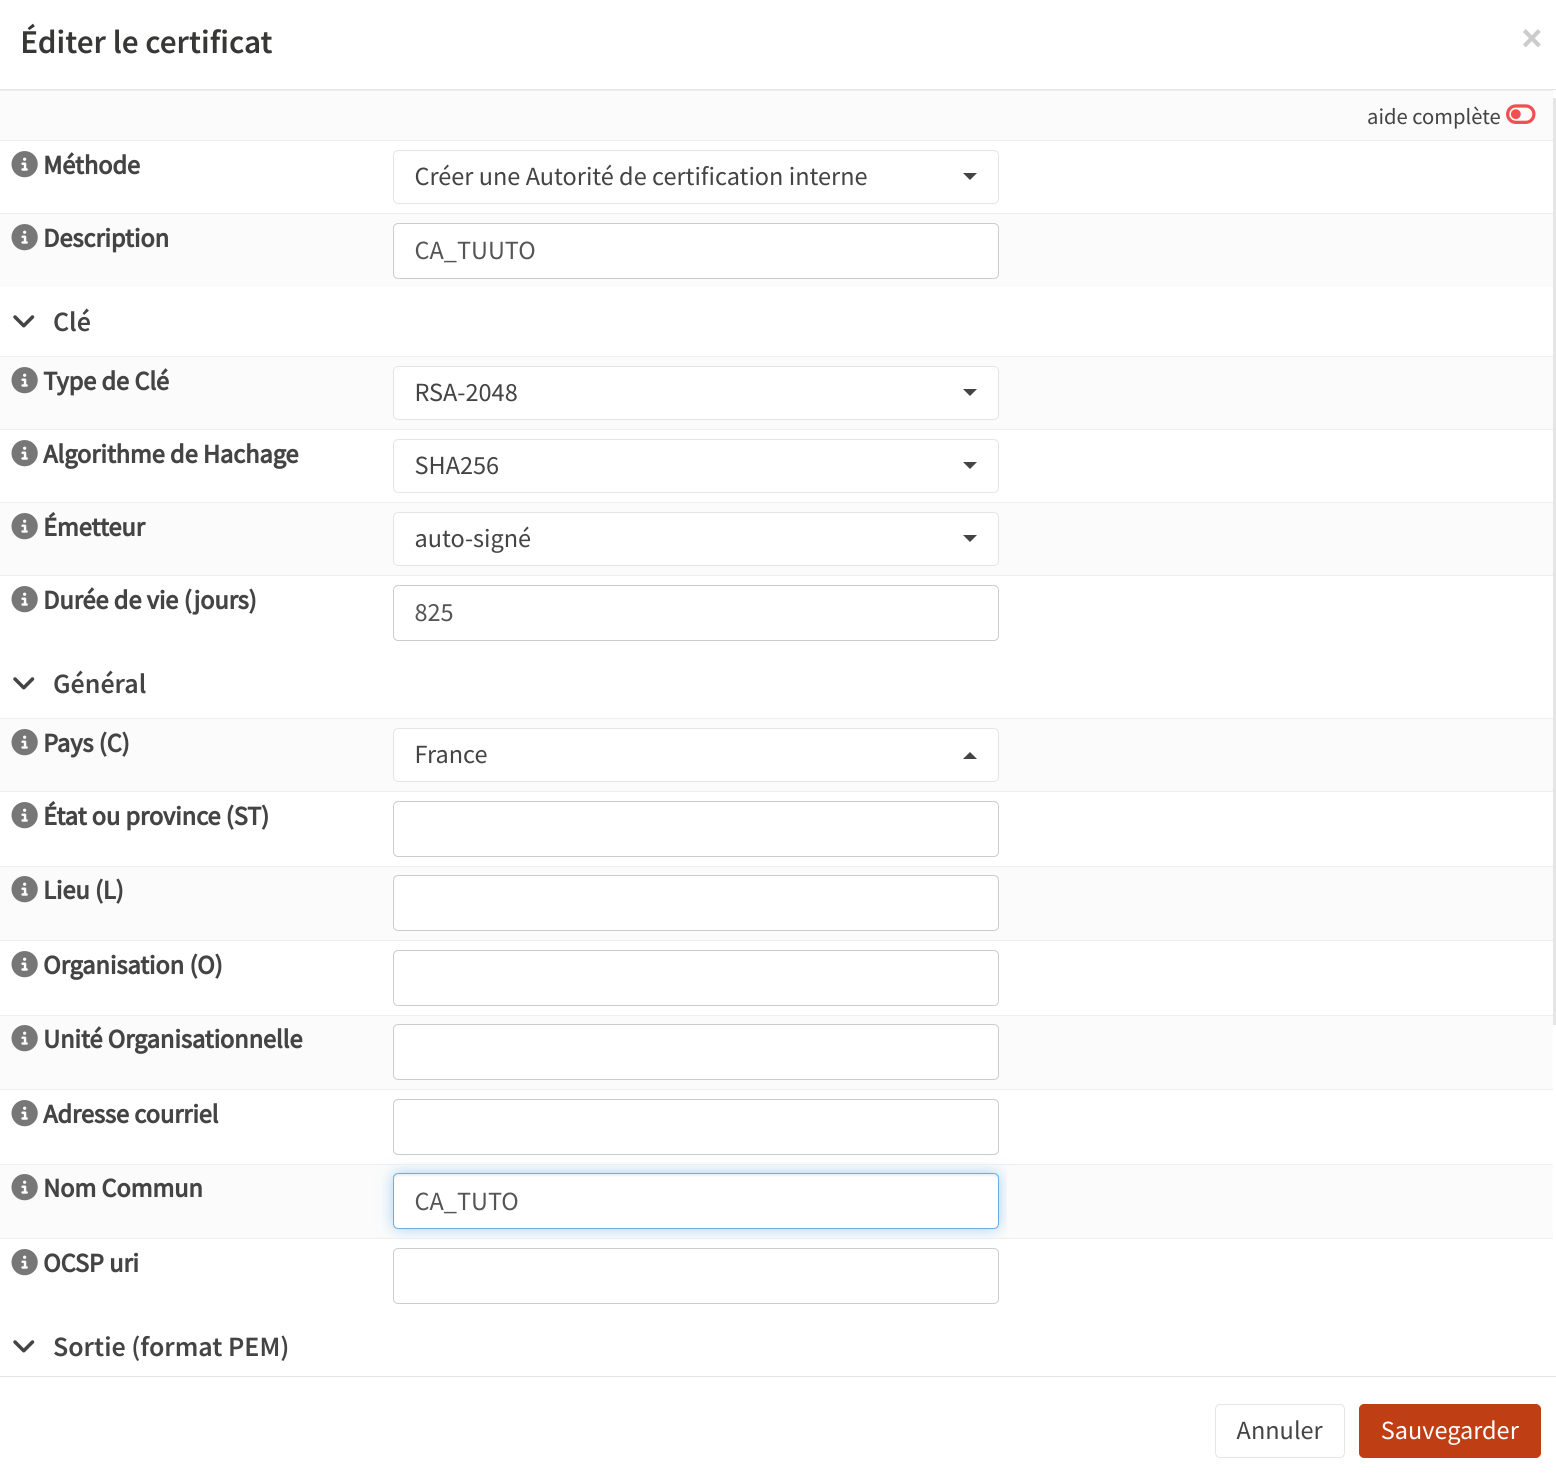 Éditer le certificat
×
aide complète
Méthode
Créer une Autorité de certification interne
Description
CA_TUUTO
Clé
Type de Clé
RSA-2048
Algorithme de Hachage
SHA256
Émetteur
auto-signé
Durée de vie (jours)
825
Général
Pays (C)
France
État ou province (ST)
Lieu (L)
Organisation (O)
Unité Organisationnelle
Adresse courriel
Nom Commun
CA_TUTO
OCSP uri
Sortie (format PEM)
Annuler
Sauvegarder